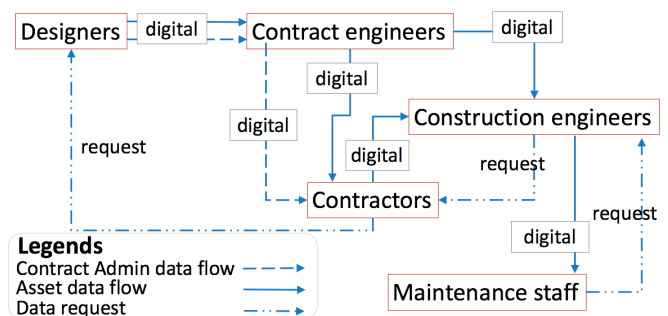 Designers
digital
Contract engineers
digital
digital
Construction engineers
digital
request
digital
request
Contractors
request
digital
Legends
Contract Admin data flow
Asset data flow
Data request
Maintenance staff